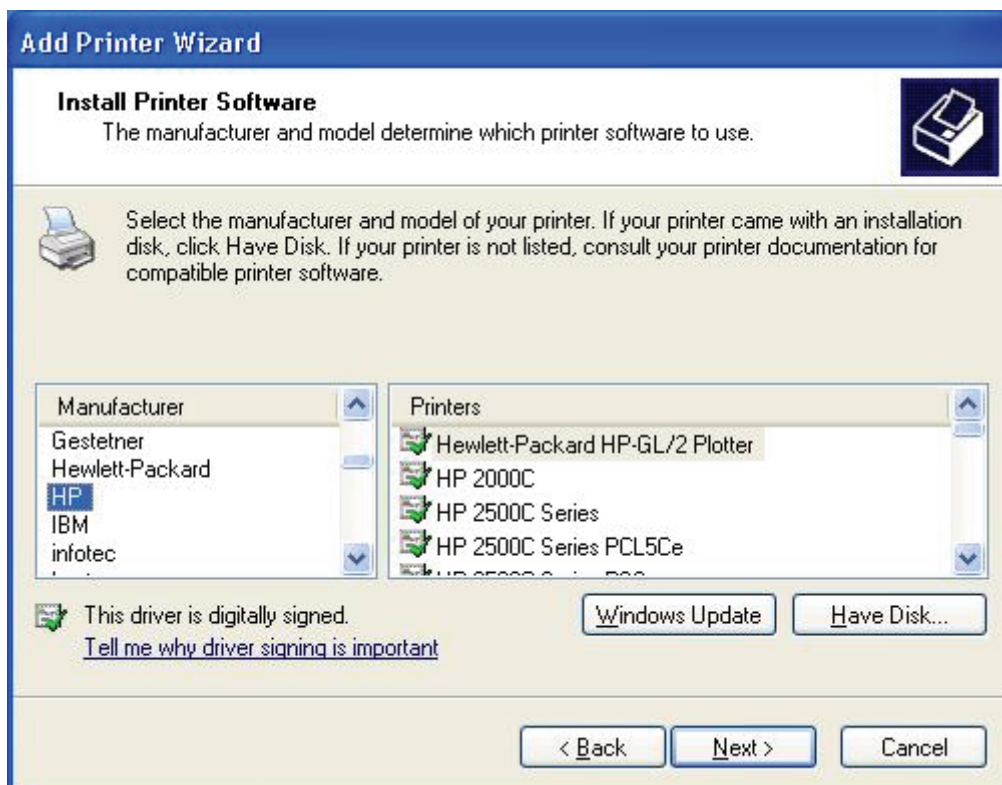 Add Printer Wizard
Install Printer Software
The manufacturer and model determine which printer software to use.
Select the manufacturer and model of your printer. If your printer came with an installation
disk, click Have Disk. If your printer is not listed, consult your printer documentation for
compatible printer software.
Manufacturer
Gestetner
Hewlett-Packard
HP
IBM
infotec
Printers
Hewlett-Packard HP-GL/2 Plotter
HP 2000C
HP 2500C Series
HP 2500C Series PCL5Ce
This driver is digitally signed.
Tell me why driver signing is important
Windows Update
Have Disk...
< Back
Next >
Cancel